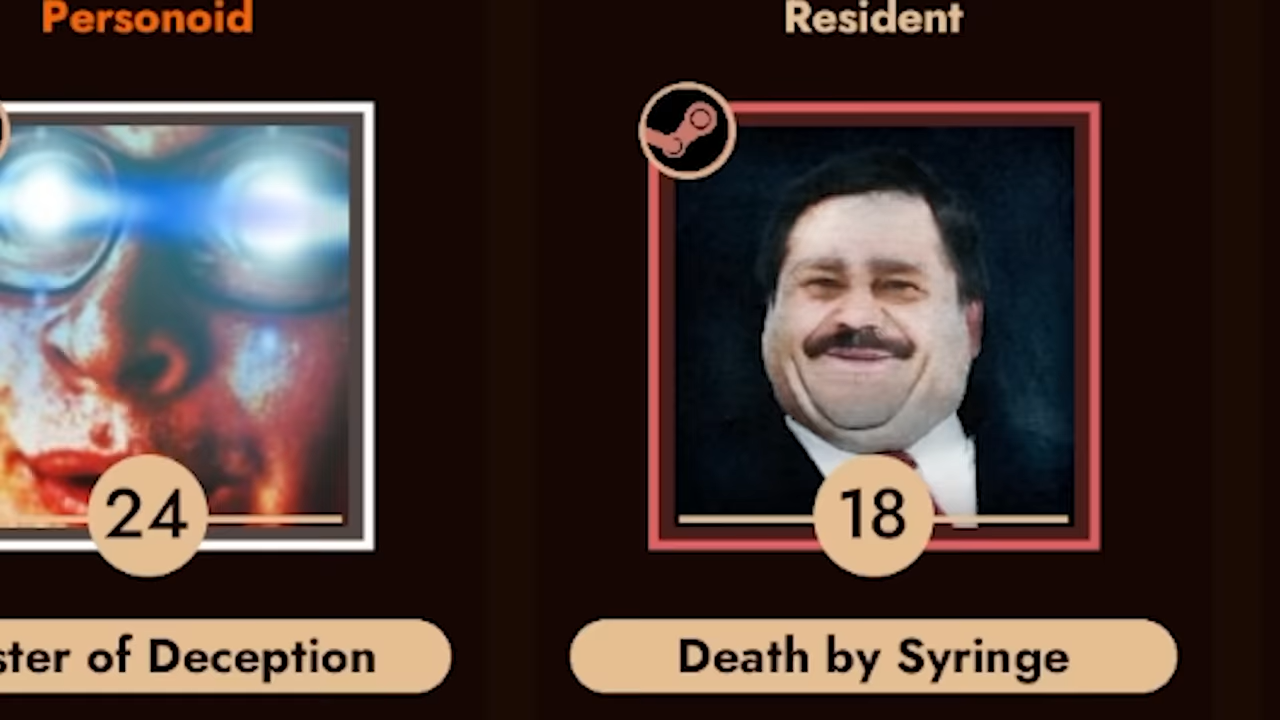 Personoid
Resident
24
18
ster of Deception
Death by Syringe